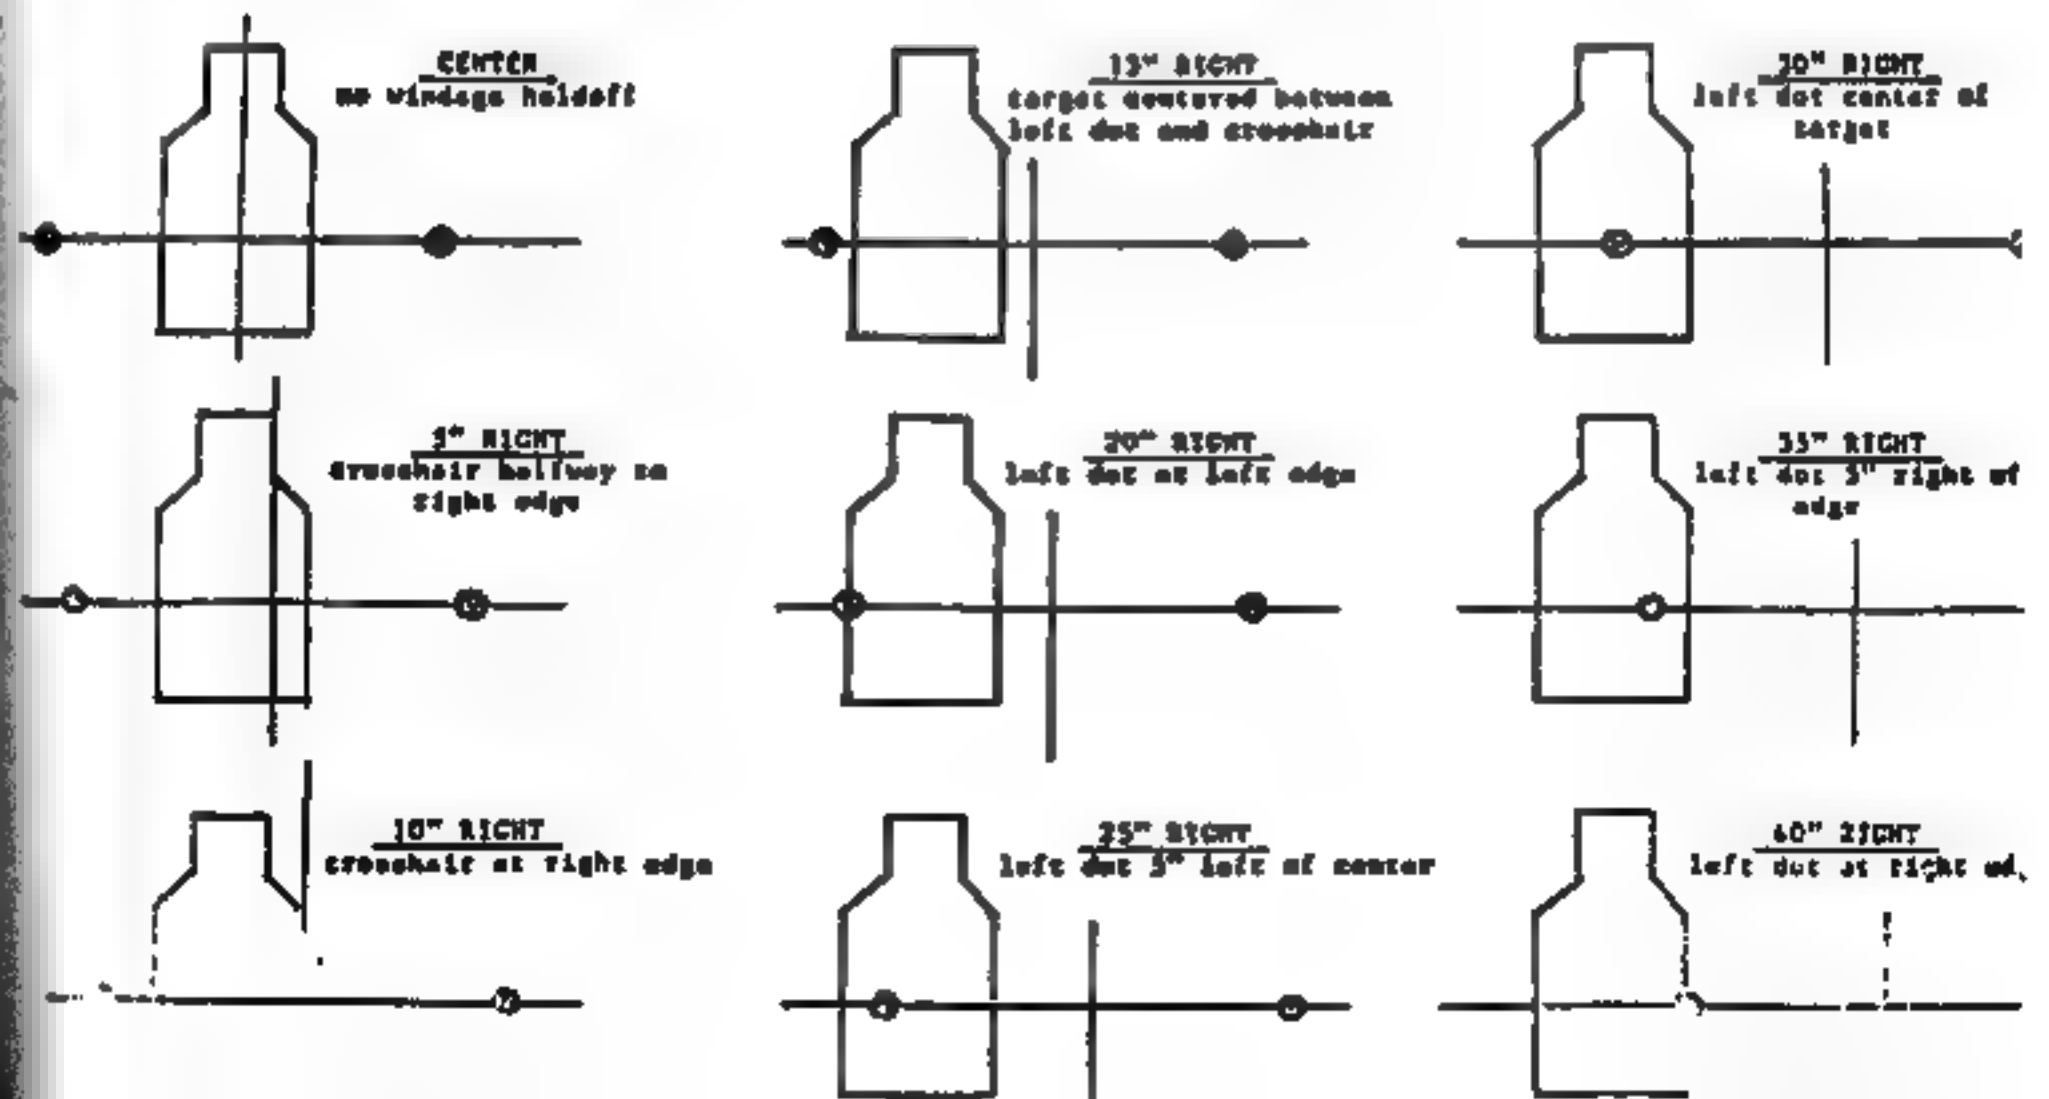 CENTER
no windage holdoff
15" RIGHT
target centered between
left dot and crosshair
30" RIGHT
left dot center of
target
5" RIGHT
crosshair halfway to
right edge
20" RIGHT
left dot at left edge
35" RIGHT
left dot 5" right of
edge
10" RIGHT
crosshair at right edge
25" RIGHT
left dot 5" left of center
40" RIGHT
left dot at right ed